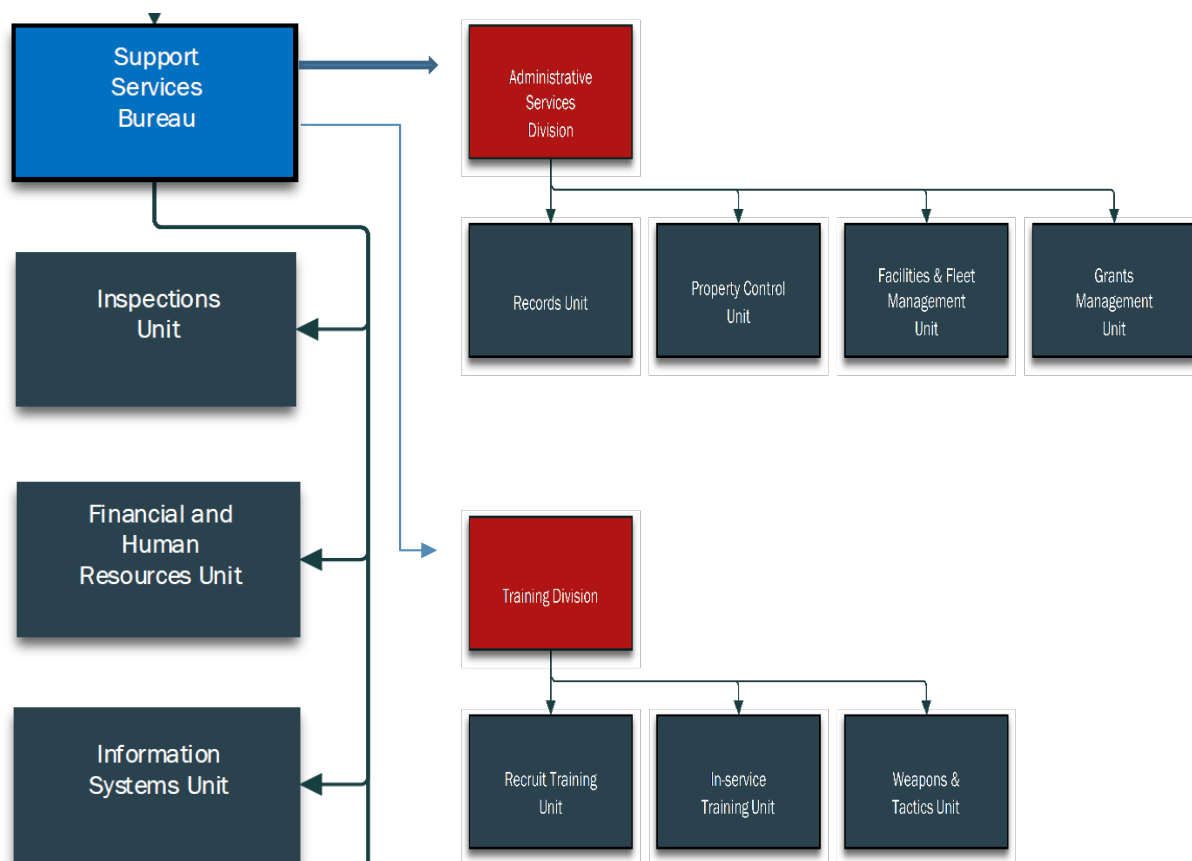 Support
Services
Bureau
Administrative
Services
Division
Inspections
Unit
Records Unit
Property Control
Unit
Facilities & Fleet
Management
Unit
Grants
Management
Unit
Financial and
Human
Resources Unit
Training Division
Information
Systems Unit
Recruit Training
Unit
In-service
Training Unit
Weapons &
Tactics Unit